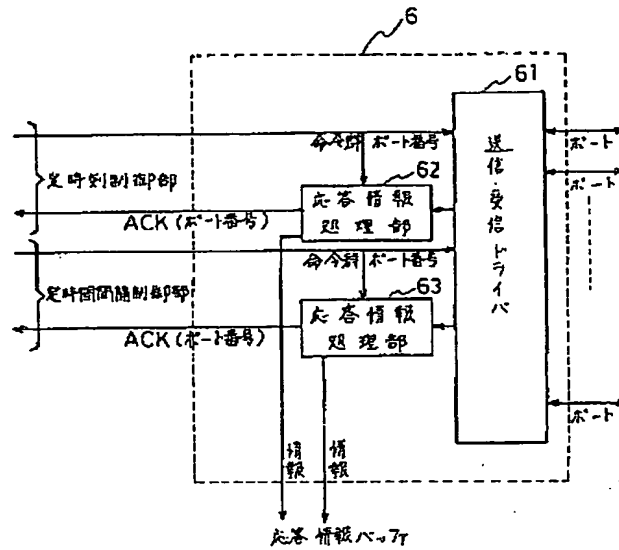 6
61
命令群 ポート番号
ポート
定時刻制御部
62
応答情報
処理部
送信・受信ドライバ
ポート
ACK(ポート番号)
命令群 ポート番号
63
定時間間隔制御部
応答情報
処理部
ACK(ポート番号)
ポート
情報
情報
応答情報バッファ